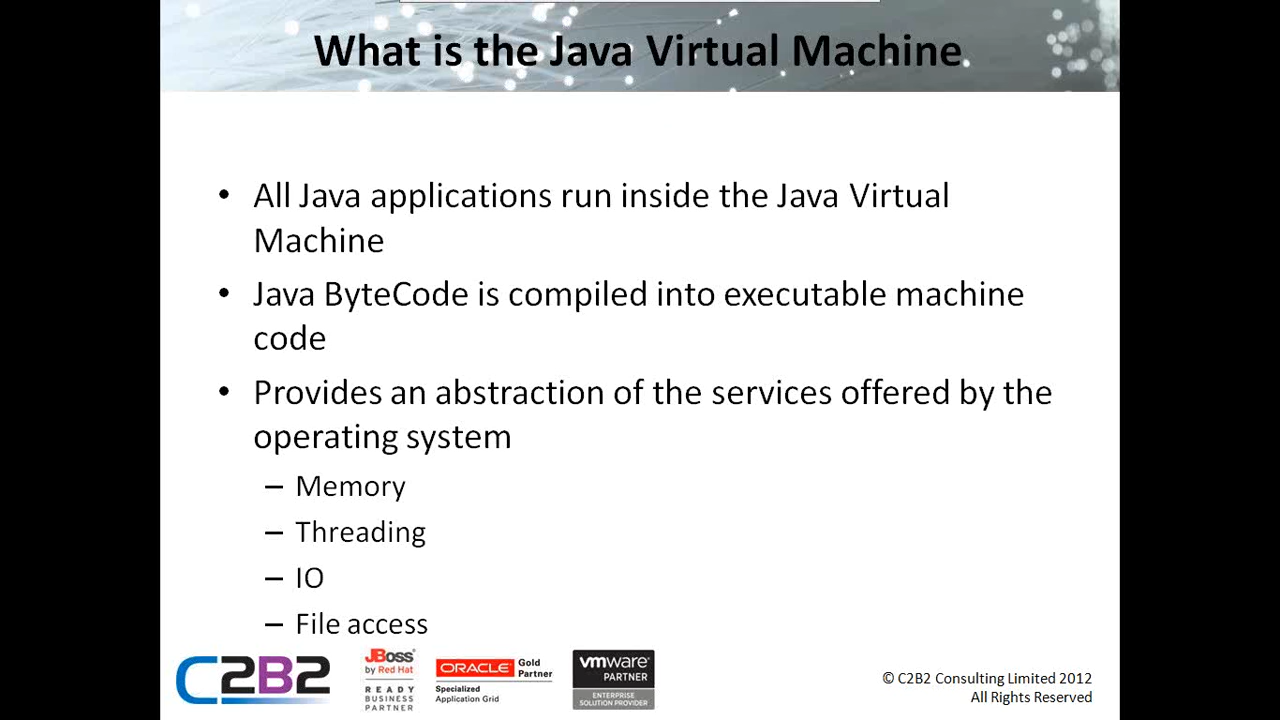 What is the Java Virtual Machine
• All Java applications run inside the Java Virtual
Machine
• Java ByteCode is compiled into executable machine
code
• Provides an abstraction of the services offered by the
operating system
– Memory
– Threading
– IO
– File access
C2B2
JBoss
by Red Hat
READY
BUSINESS
PARTNER
ORACLE Gold
Partner
Specialized
Application Grid
vmware
PARTNER
ENTERPRISE
SOLUTION PROVIDER
© C2B2 Consulting Limited 2012
All Rights Reserved